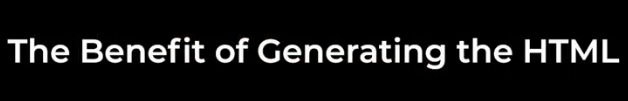 The Benefit of Generating the HTML